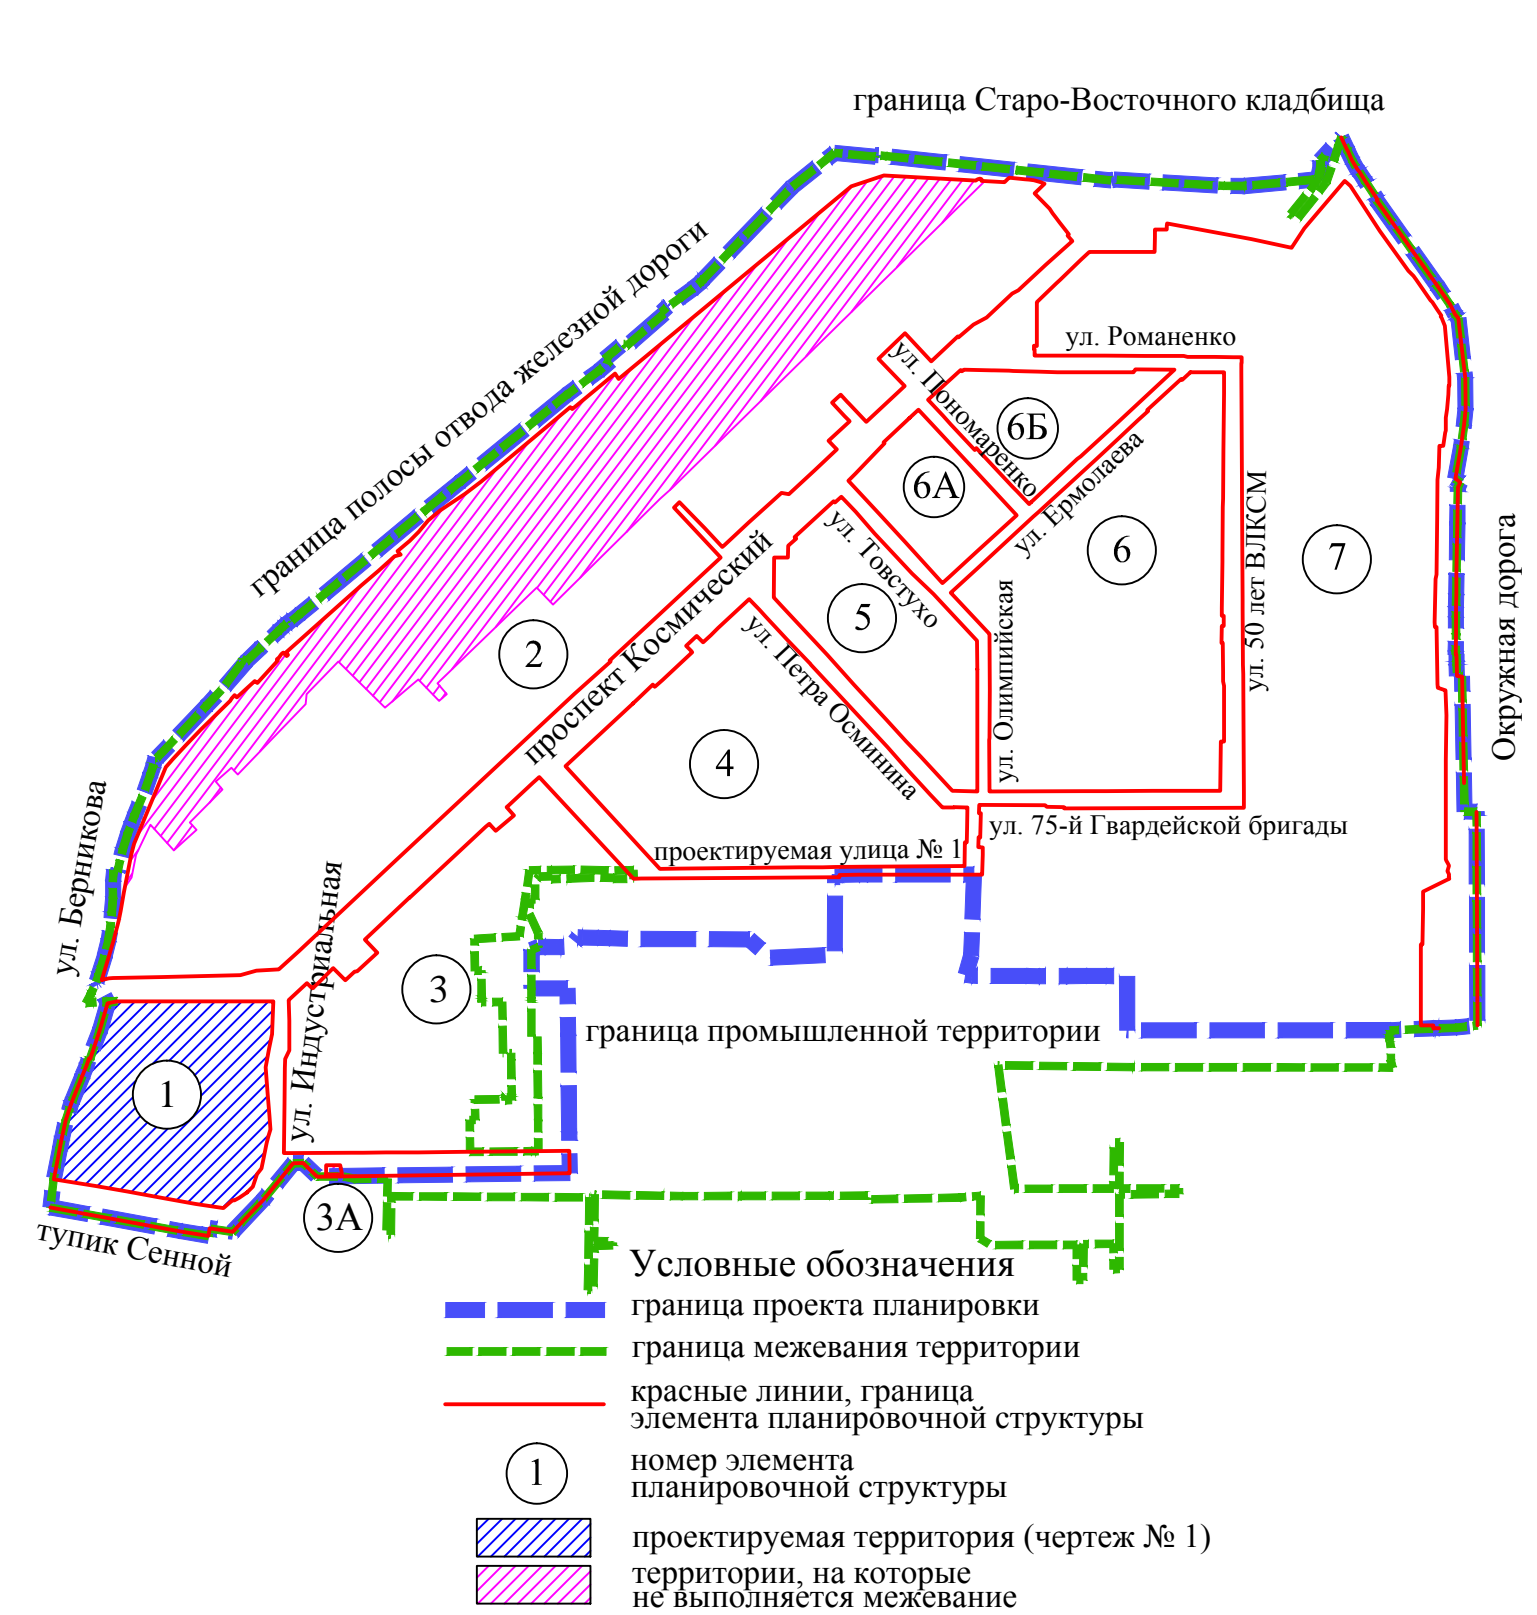 граница Старо-Восточного кладбища
граница полосы отвода железной дороги
ул. Романенко
ул. Пономаренко
6Б
6А
ул. Ермолаева
ул. Товстухо
6
7
ул. 50 лет ВЛКСМ
Окружная дорога
5
2
проспект Космический
ул. Петра Осминина
ул. Олимпийская
4
ул. 75-й Гвардейской бригады
проектируемая улица № 1
ул. Берникова
ул. Индустриальная
3
граница промышленной территории
1
3А
тупик Сенной
Условные обозначения
граница проекта планировки
граница межевания территории
красные линии, граница
элемента планировочной структуры
1
номер элемента
планировочной структуры
проектируемая территория (чертеж № 1)
территории, на которые
не выполняется межевание